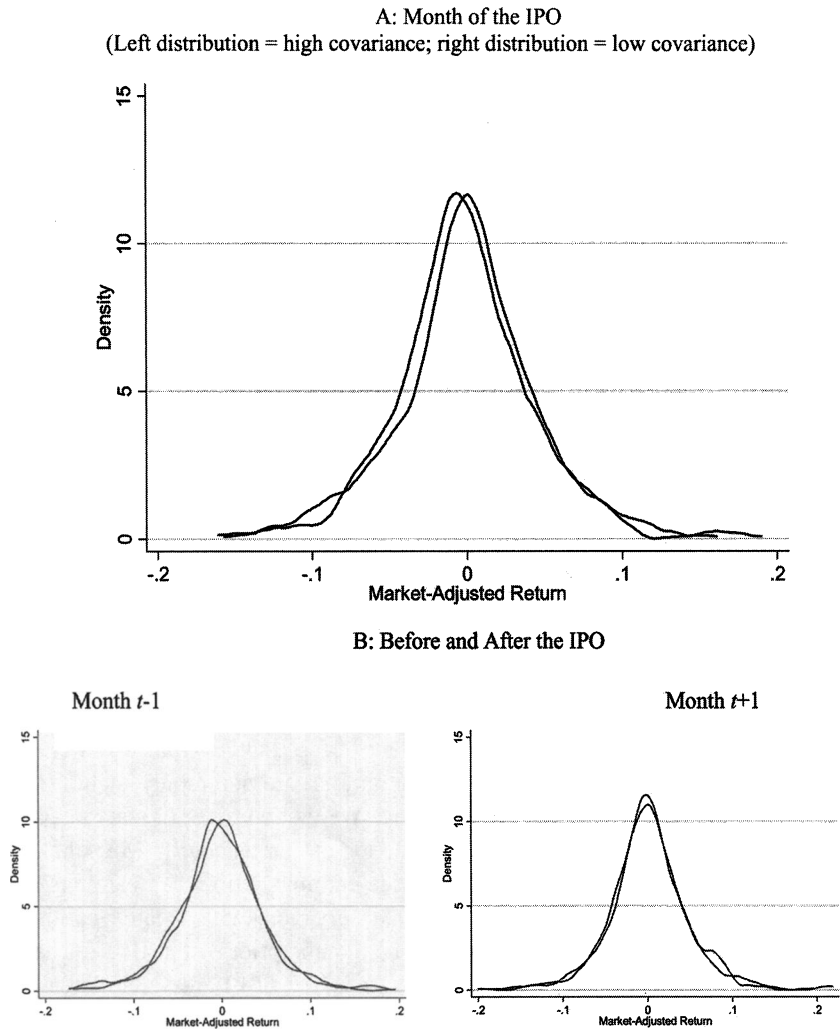 A: Month of the IPO
(Left distribution = high covariance; right distribution = low covariance)
15
10
5
0
Density
-.2
-.1
0
.1
.2
Market-Adjusted Return
B: Before and After the IPO
Month t-1
Month t+1
15
10
5
0
Density
-.2
-.1
0
.1
.2
Market-Adjusted Return
15
10
5
0
Density
-.2
-.1
0
.1
.2
Market-Adjusted Return